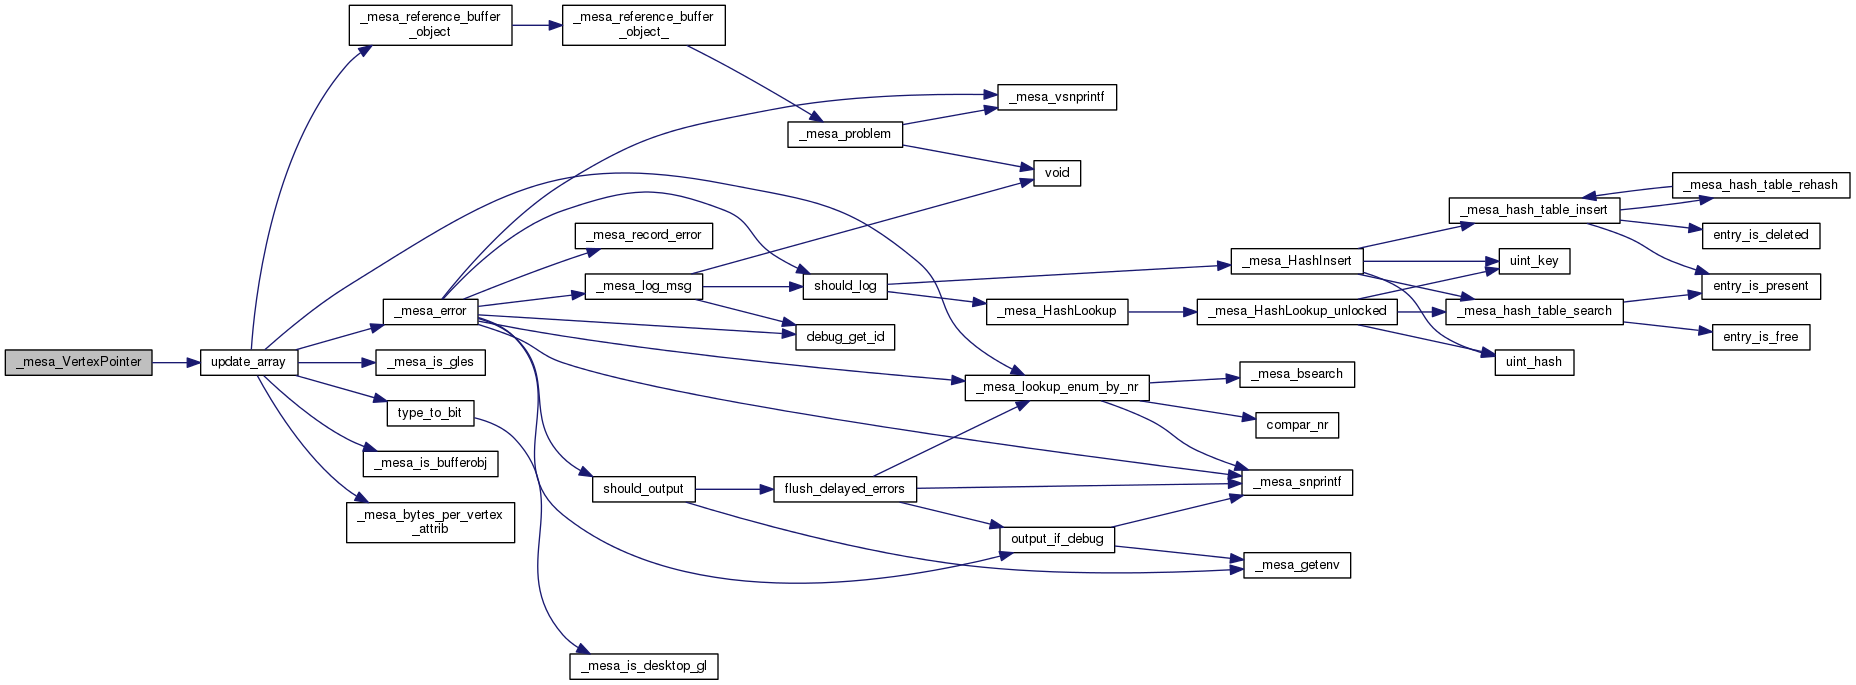 _mesa_reference_buffer
_object
_mesa_reference_buffer
_object_
_mesa_vsnprintf
_mesa_problem
void
_mesa_hash_table_rehash
_mesa_hash_table_insert
_mesa_record_error
entry_is_deleted
_mesa_HashInsert
uint_key
_mesa_log_msg
should_log
entry_is_present
_mesa_error
_mesa_HashLookup
_mesa_HashLookup_unlocked
_mesa_hash_table_search
debug_get_id
entry_is_free
_mesa_VertexPointer
update_array
_mesa_is_gles
uint_hash
_mesa_bsearch
_mesa_lookup_enum_by_nr
type_to_bit
compar_nr
_mesa_is_bufferobj
_mesa_snprintf
should_output
flush_delayed_errors
_mesa_bytes_per_vertex
_attrib
output_if_debug
_mesa_getenv
_mesa_is_desktop_gl